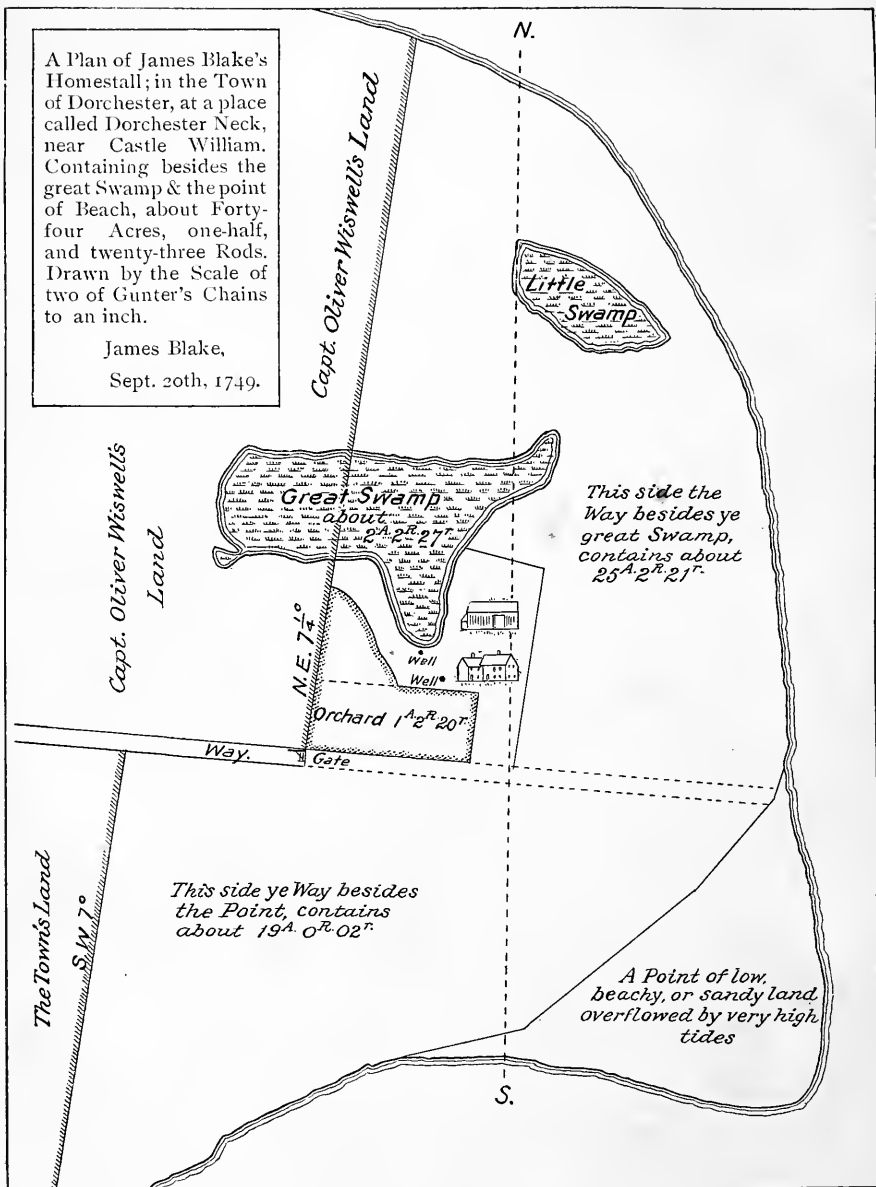 A Plan of James Blake's
Homestall; in the Town
of Dorchester, at a place
called Dorchester Neck,
near Castle William.
Containing besides the
great Swamp & the point
of Beach, about Forty-
four Acres, one-half,
and twenty-three Rods.
Drawn by the Scale of
two of Gunter's Chains
to an inch.
James Blake,
Sept. 20th, 1749.
N.
Capt. Oliver Wiswell's Land
Little
Swamp
Capt. Oliver Wiswell's
Land
Great Swamp
about
2A. 2R. 27r.
This side the
Way besides ye
great Swamp,
contains about
25A. 2R. 21r.
N.E. 7 1/4°
Well
Well
Orchard 1A. 2R. 20r.
Way.
Gate
The Town's Land
S.W 7°
This side ye Way besides
the Point, contains
about 19A. 0R. 02r.
A Point of low,
beachy, or sandy land
overflowed by very high
tides
S.